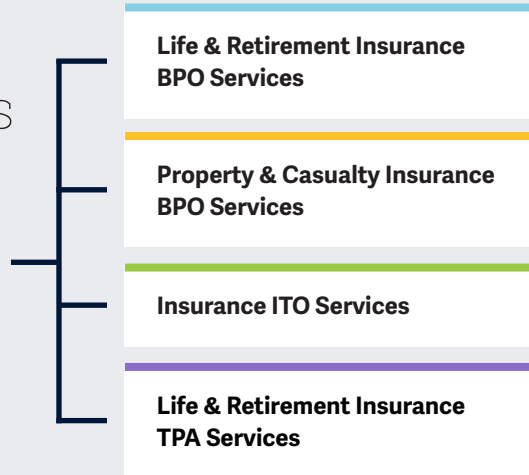 Life & Retirement Insurance
BPO Services
Property & Casualty Insurance
BPO Services
Insurance ITO Services
Life & Retirement Insurance
TPA Services